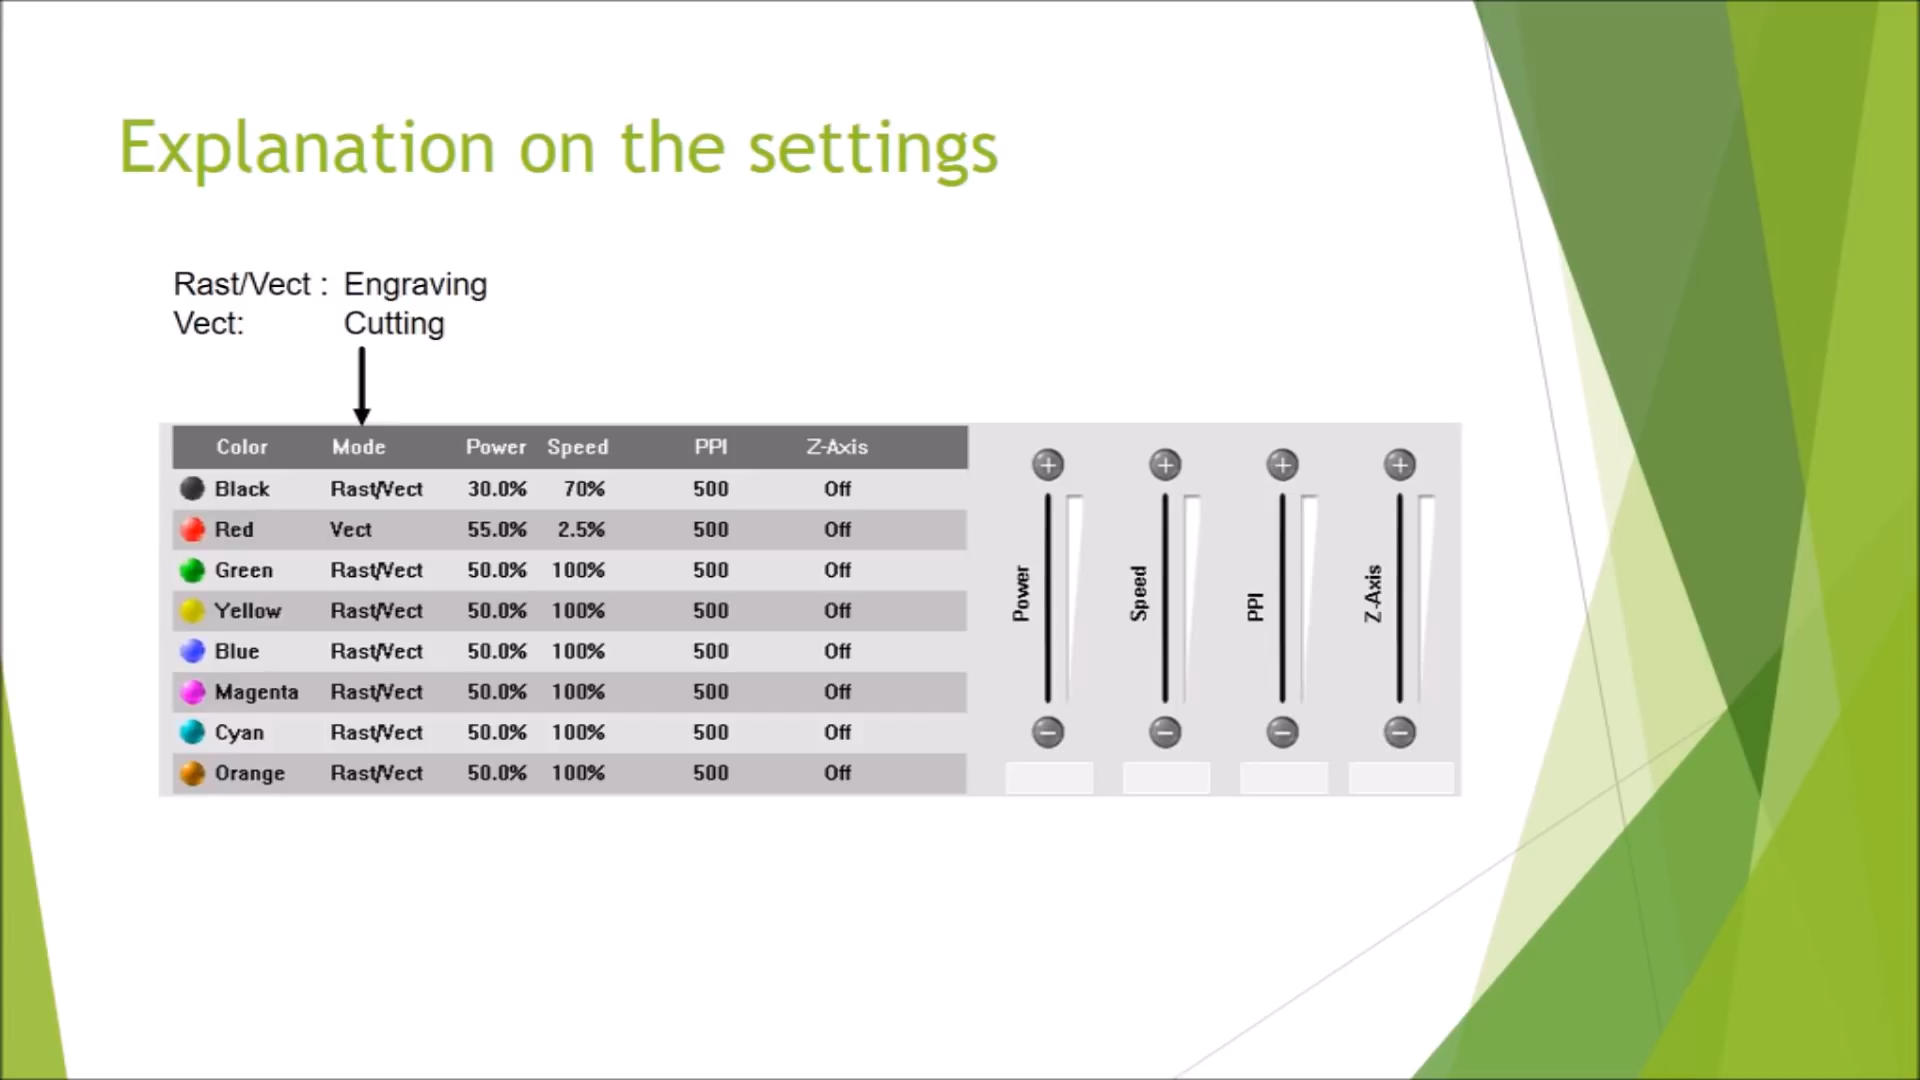 Explanation on the settings
Rast/Vect : Engraving
Vect: Cutting
Color Mode Power Speed PPI Z-Axis
Black Rast/Vect 30.0% 70% 500 Off
Red Vect 55.0% 2.5% 500 Off
Green Rast/Vect 50.0% 100% 500 Off
Yellow Rast/Vect 50.0% 100% 500 Off
Blue Rast/Vect 50.0% 100% 500 Off
Magenta Rast/Vect 50.0% 100% 500 Off
Cyan Rast/Vect 50.0% 100% 500 Off
Orange Rast/Vect 50.0% 100% 500 Off
Power
Speed
PPI
Z-Axis